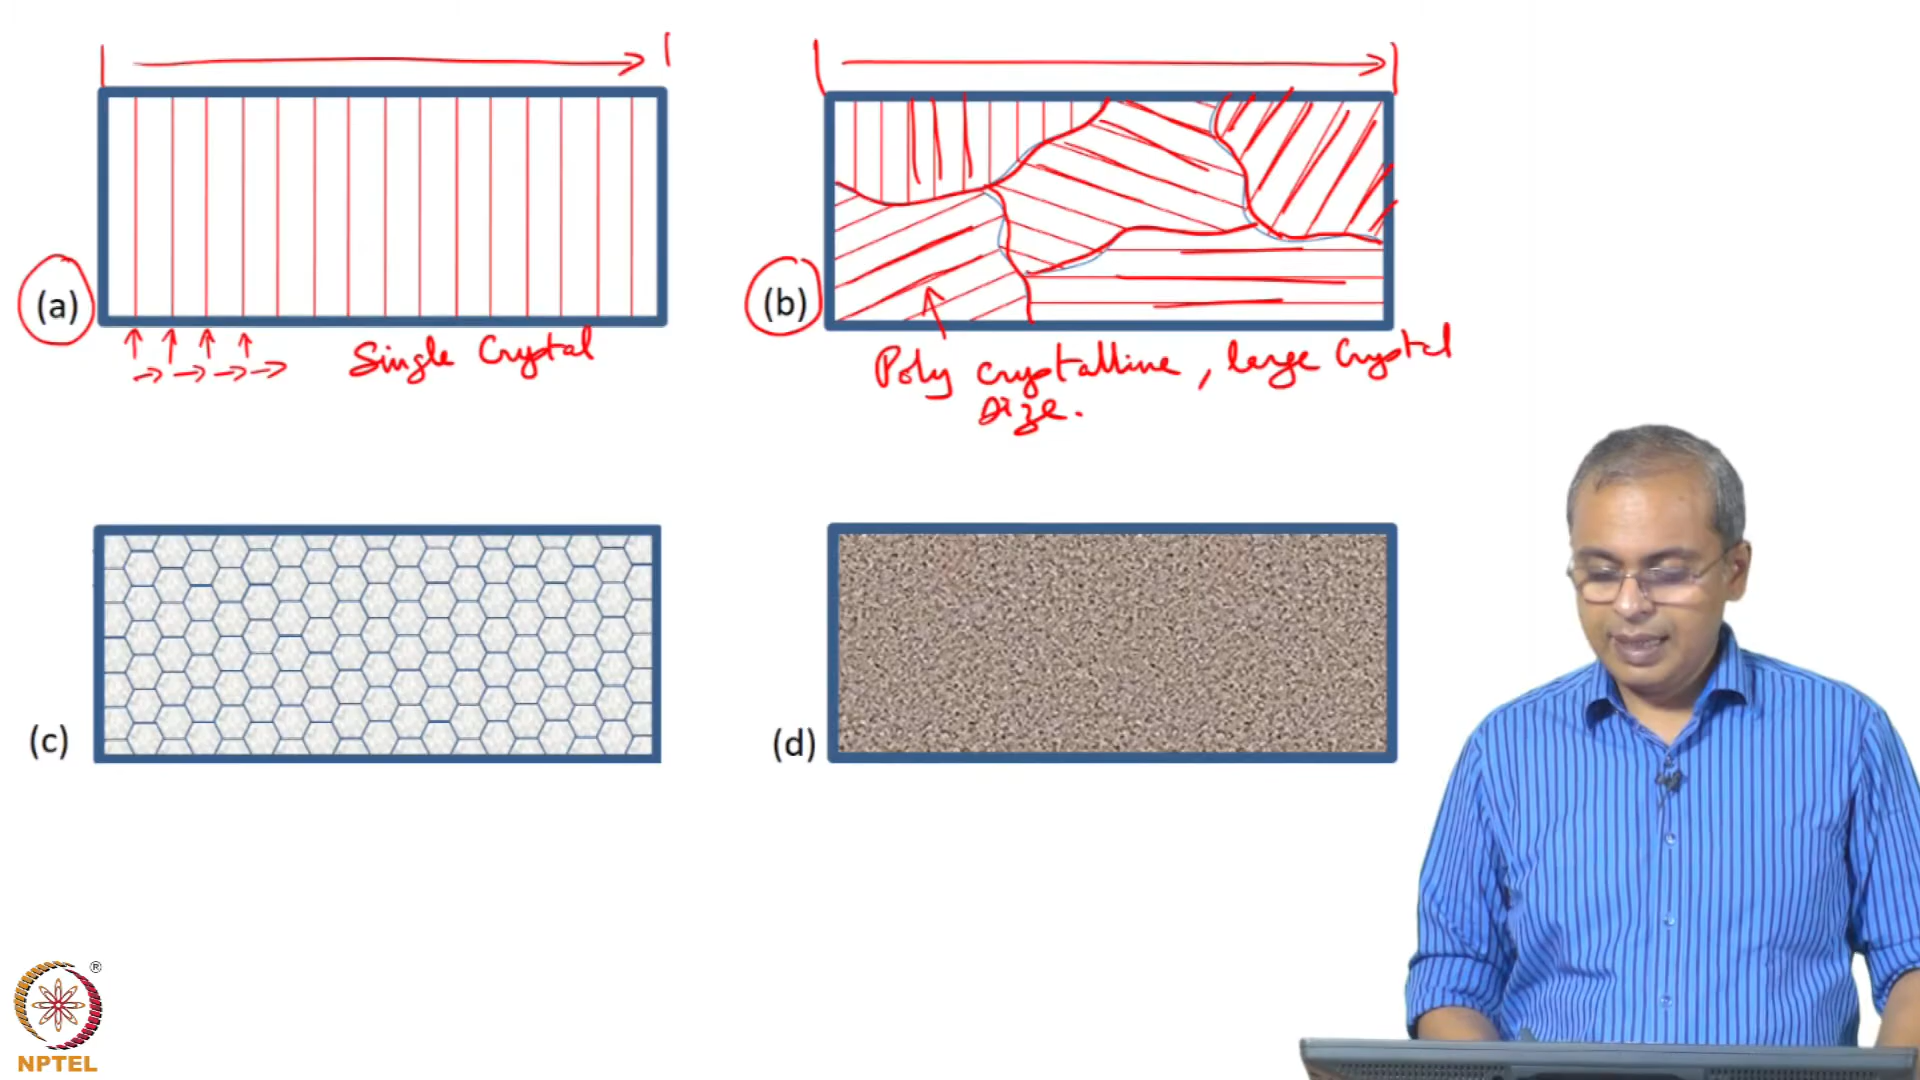 (a)
Single Crystal
(b)
Poly crystalline, large Crystal
size.
(c)
(d)
®
NPTEL